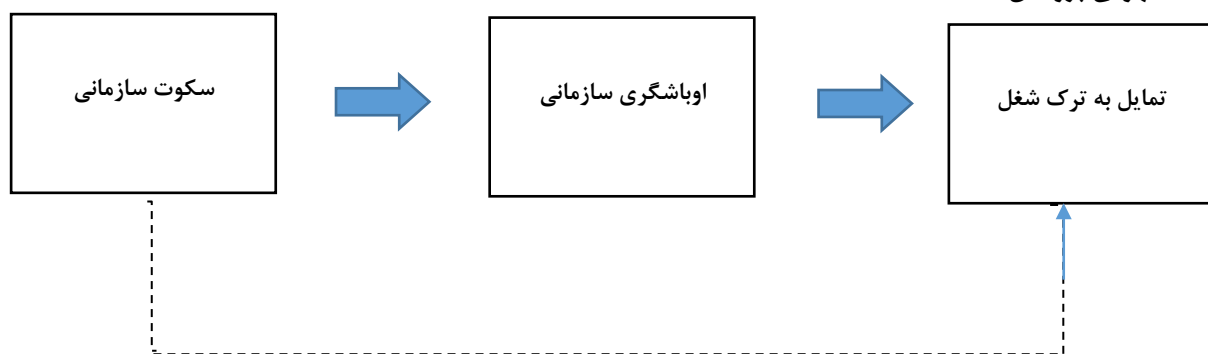 سکوت سازمانی
اوباشگری سازمانی
تمایل به ترک شغل